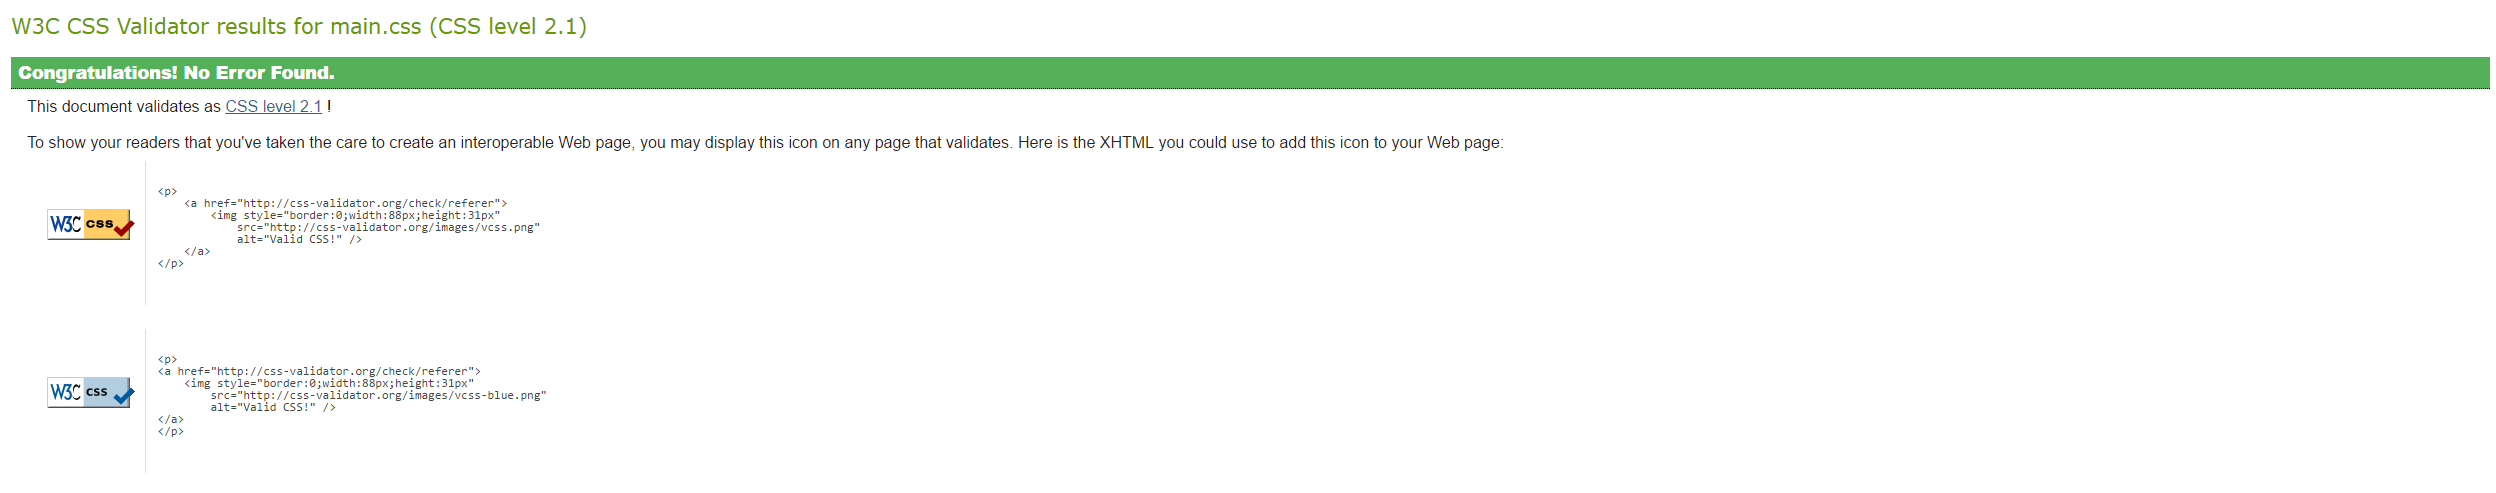 W3C CSS Validator results for main.css (CSS level 2.1)
Congratulations! No Error Found.
This document validates as CSS level 2.1 !
To show your readers that you've taken the care to create an interoperable Web page, you may display this icon on any page that validates. Here is the XHTML you could use to add this icon to your Web page:
W3C css
<p>
    <a href="http://css-validator.org/check/referer">
        <img style="border:0;width:88px;height:31px"
            src="http://css-validator.org/images/vcss.png"
            alt="Valid CSS!" />
    </a>
</p>
W3C css
<p>
<a href="http://css-validator.org/check/referer">
    <img style="border:0;width:88px;height:31px"
        src="http://css-validator.org/images/vcss-blue.png"
        alt="Valid CSS!" />
</a>
</p>